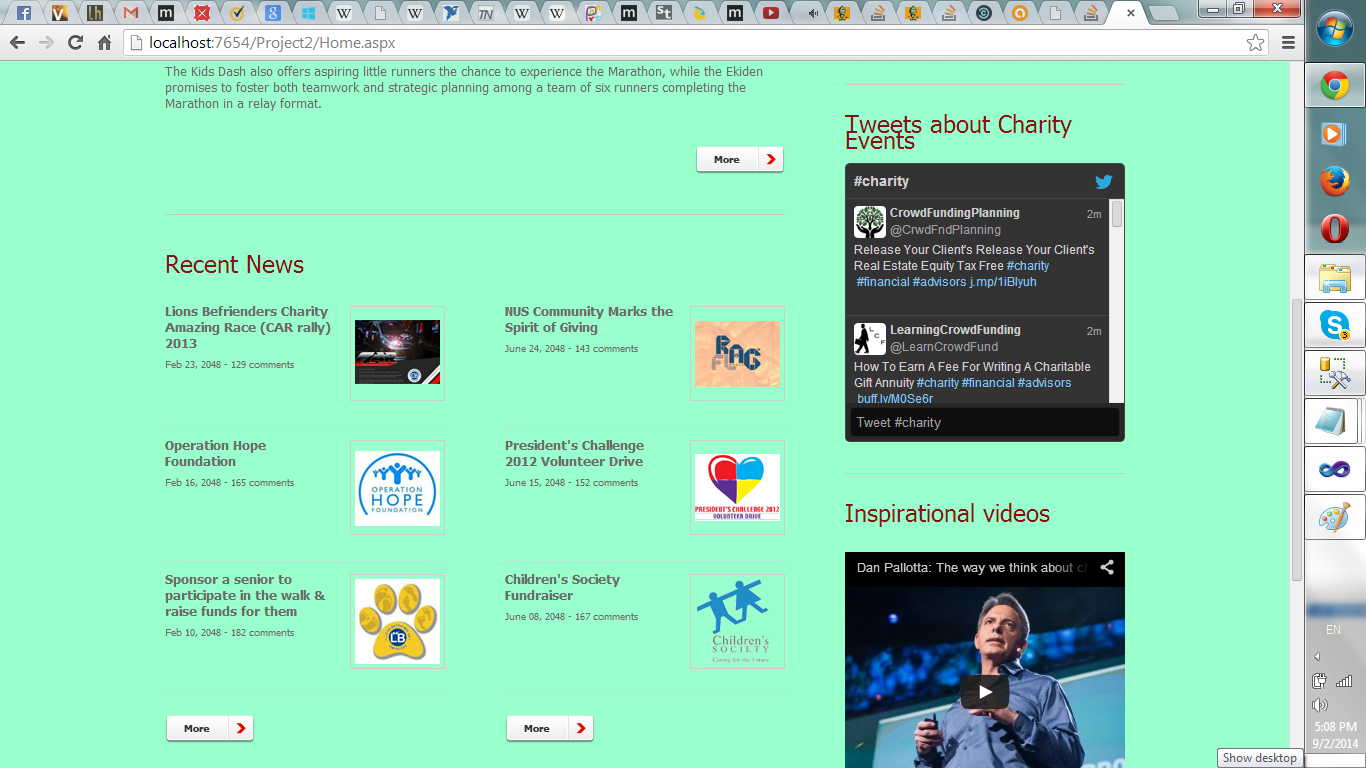 localhost:7654/Project2/Home.aspx
The Kids Dash also offers aspiring little runners the chance to experience the Marathon, while the Ekiden
promises to foster both teamwork and strategic planning among a team of six runners completing the
Marathon in a relay format.
More
Recent News
Lions Befrienders Charity
Amazing Race (CAR rally)
2013
Feb 23, 2048 - 129 comments
NUS Community Marks the
Spirit of Giving
June 24, 2048 - 143 comments
RAG
Operation Hope
Foundation
Feb 16, 2048 - 165 comments
OPERATION
HOPE
FOUNDATION
President's Challenge
2012 Volunteer Drive
June 15, 2048 - 152 comments
PRESIDENT'S CHALLENGE 2012
VOLUNTEER DRIVE
Sponsor a senior to
participate in the walk &
raise funds for them
Feb 10, 2048 - 182 comments
Children's Society
Fundraiser
June 08, 2048 - 167 comments
Children's
SOCIETY
Caring for the Future
More
More
Tweets about Charity
Events
#charity
CrowdFundingPlanning
2m
@CrwdFndPlanning
Release Your Client's Release Your Client's
Real Estate Equity Tax Free #charity
#financial #advisors j.mp/1iBlyuh
LearningCrowdFunding
2m
@LearnCrowdFund
How To Earn A Fee For Writing A Charitable
Gift Annuity #charity #financial #advisors
buff.ly/M0Se6r
Tweet #charity
Inspirational videos
Dan Pallotta: The way we think about
EN
5:08 PM
9/2/2014
Show desktop